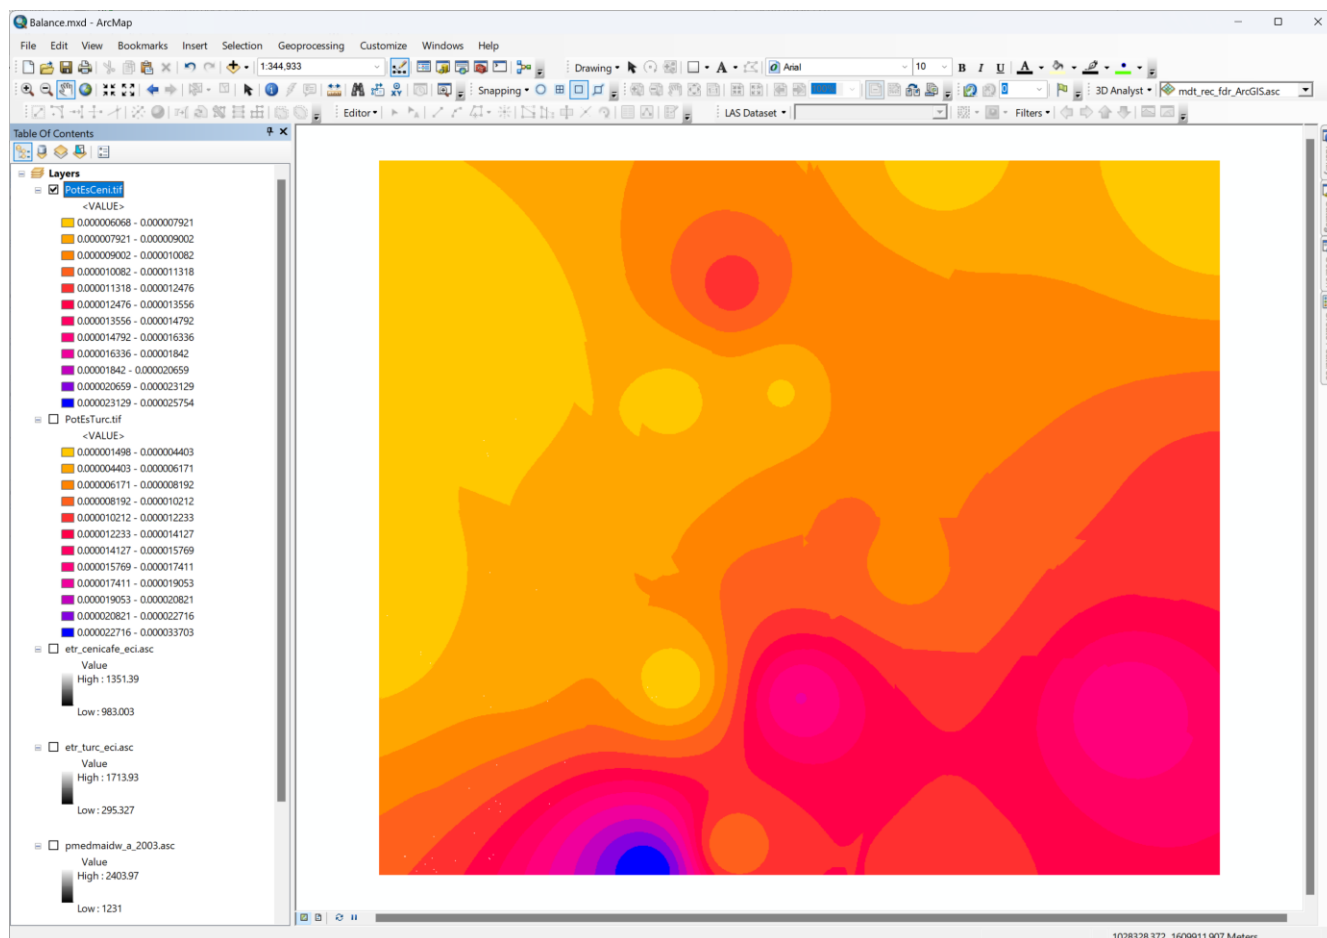 Balance.mxd - ArcMap
File Edit View Bookmarks Insert Selection Geoprocessing Customize Windows Help
1:344,933 Drawing Arial 10 B I U A
Snapping 3D Analyst mdt_rec_fdr_ArcGIS.asc
Editor LAS Dataset Filters
Table Of Contents
Layers
PotEsCeni.tif
<VALUE>
0.000006068 - 0.000007921
0.000007921 - 0.000009002
0.000009002 - 0.000010082
0.000010082 - 0.000011318
0.000011318 - 0.000012476
0.000012476 - 0.000013556
0.000013556 - 0.000014792
0.000014792 - 0.000016336
0.000016336 - 0.00001842
0.00001842 - 0.000020659
0.000020659 - 0.000023129
0.000023129 - 0.000025754
PotEsTurc.tif
<VALUE>
0.000001498 - 0.000004403
0.000004403 - 0.000006171
0.000006171 - 0.000008192
0.000008192 - 0.000010212
0.000010212 - 0.000012233
0.000012233 - 0.000014127
0.000014127 - 0.000015769
0.000015769 - 0.000017411
0.000017411 - 0.000019053
0.000019053 - 0.000020821
0.000020821 - 0.000022716
0.000022716 - 0.000033703
etr_cenicafe_eci.asc
Value
High : 1351.39
Low : 983.003
etr_turc_eci.asc
Value
High : 1713.93
Low : 295.327
pmedmaidw_a_2003.asc
Value
High : 2403.97
Low : 1231
1028328.372 1609911.907 Meters